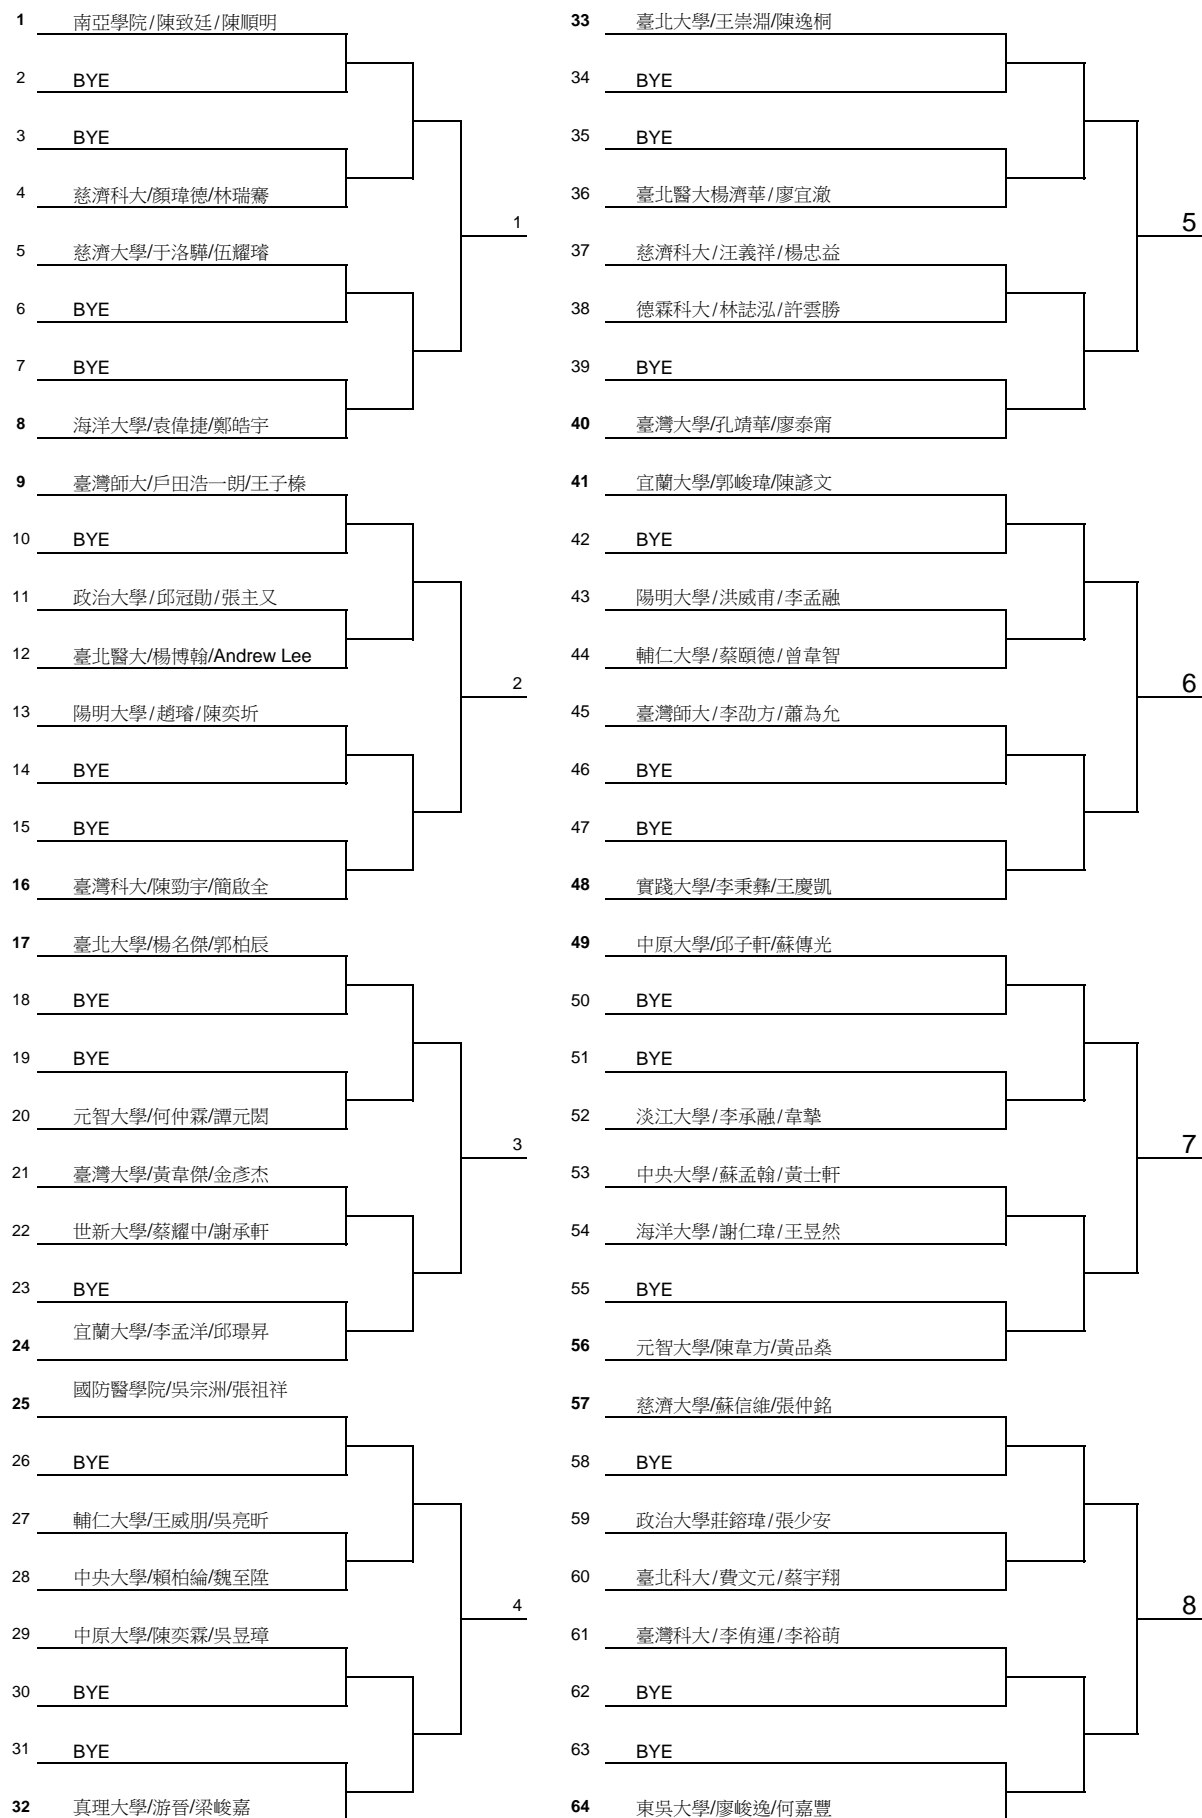 1 南亞學院/陳致廷/陳順明
2 BYE
3 BYE
4 慈濟科大/顏瑋德/林瑞騫
1
5 慈濟大學/于洛驊/伍耀璿
6 BYE
7 BYE
8 海洋大學/袁偉捷/鄭皓宇
9 臺灣師大/戶田浩一朗/王子榛
10 BYE
11 政治大學/邱冠勛/張主又
12 臺北醫大/楊博翰/Andrew Lee
2
13 陽明大學/趙璿/陳奕圻
14 BYE
15 BYE
16 臺灣科大/陳勁宇/簡啟全
17 臺北大學/楊名傑/郭柏辰
18 BYE
19 BYE
20 元智大學/何仲霖/譚元閎
3
21 臺灣大學/黃韋傑/金彥杰
22 世新大學/蔡耀中/謝承軒
23 BYE
24 宜蘭大學/李孟洋/邱璟昇
25 國防醫學院/吳宗洲/張祖祥
26 BYE
27 輔仁大學/王威朋/吳亮昕
28 中央大學/賴柏綸/魏至陞
4
29 中原大學/陳奕霖/吳昱璋
30 BYE
31 BYE
32 真理大學/游晉/梁峻嘉
33 臺北大學/王崇淵/陳逸桐
34 BYE
35 BYE
36 臺北醫大楊濟華/廖宜澈
5
37 慈濟科大/汪義祥/楊忠益
38 德霖科大/林誌泓/許雲勝
39 BYE
40 臺灣大學/孔靖華/廖泰甯
41 宜蘭大學/郭峻瑋/陳諺文
42 BYE
43 陽明大學/洪威甫/李孟融
44 輔仁大學/蔡頤德/曾韋智
6
45 臺灣師大/李劭方/蕭為允
46 BYE
47 BYE
48 實踐大學/李秉彝/王慶凱
49 中原大學/邱子軒/蘇傳光
50 BYE
51 BYE
52 淡江大學/李承融/韋摯
7
53 中央大學/蘇孟翰/黃士軒
54 海洋大學/謝仁瑋/王昱然
55 BYE
56 元智大學/陳韋方/黃品燊
57 慈濟大學/蘇信維/張仲銘
58 BYE
59 政治大學莊鎔瑋/張少安
60 臺北科大/費文元/蔡宇翔
8
61 臺灣科大/李侑運/李裕萌
62 BYE
63 BYE
64 東吳大學/廖峻逸/何嘉豐